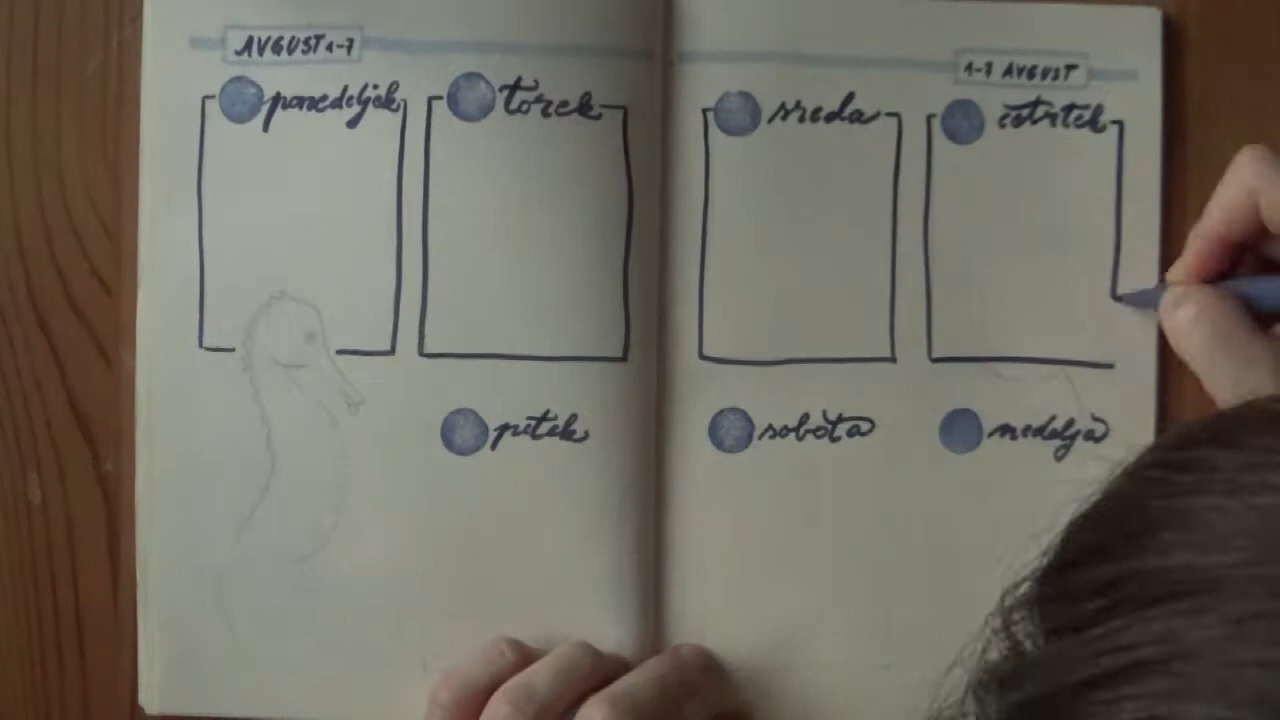 AVGUST 1-7
1-7 AVGUST
ponedeljek
torek
sreda
četrtek
petek
sobota
nedelja